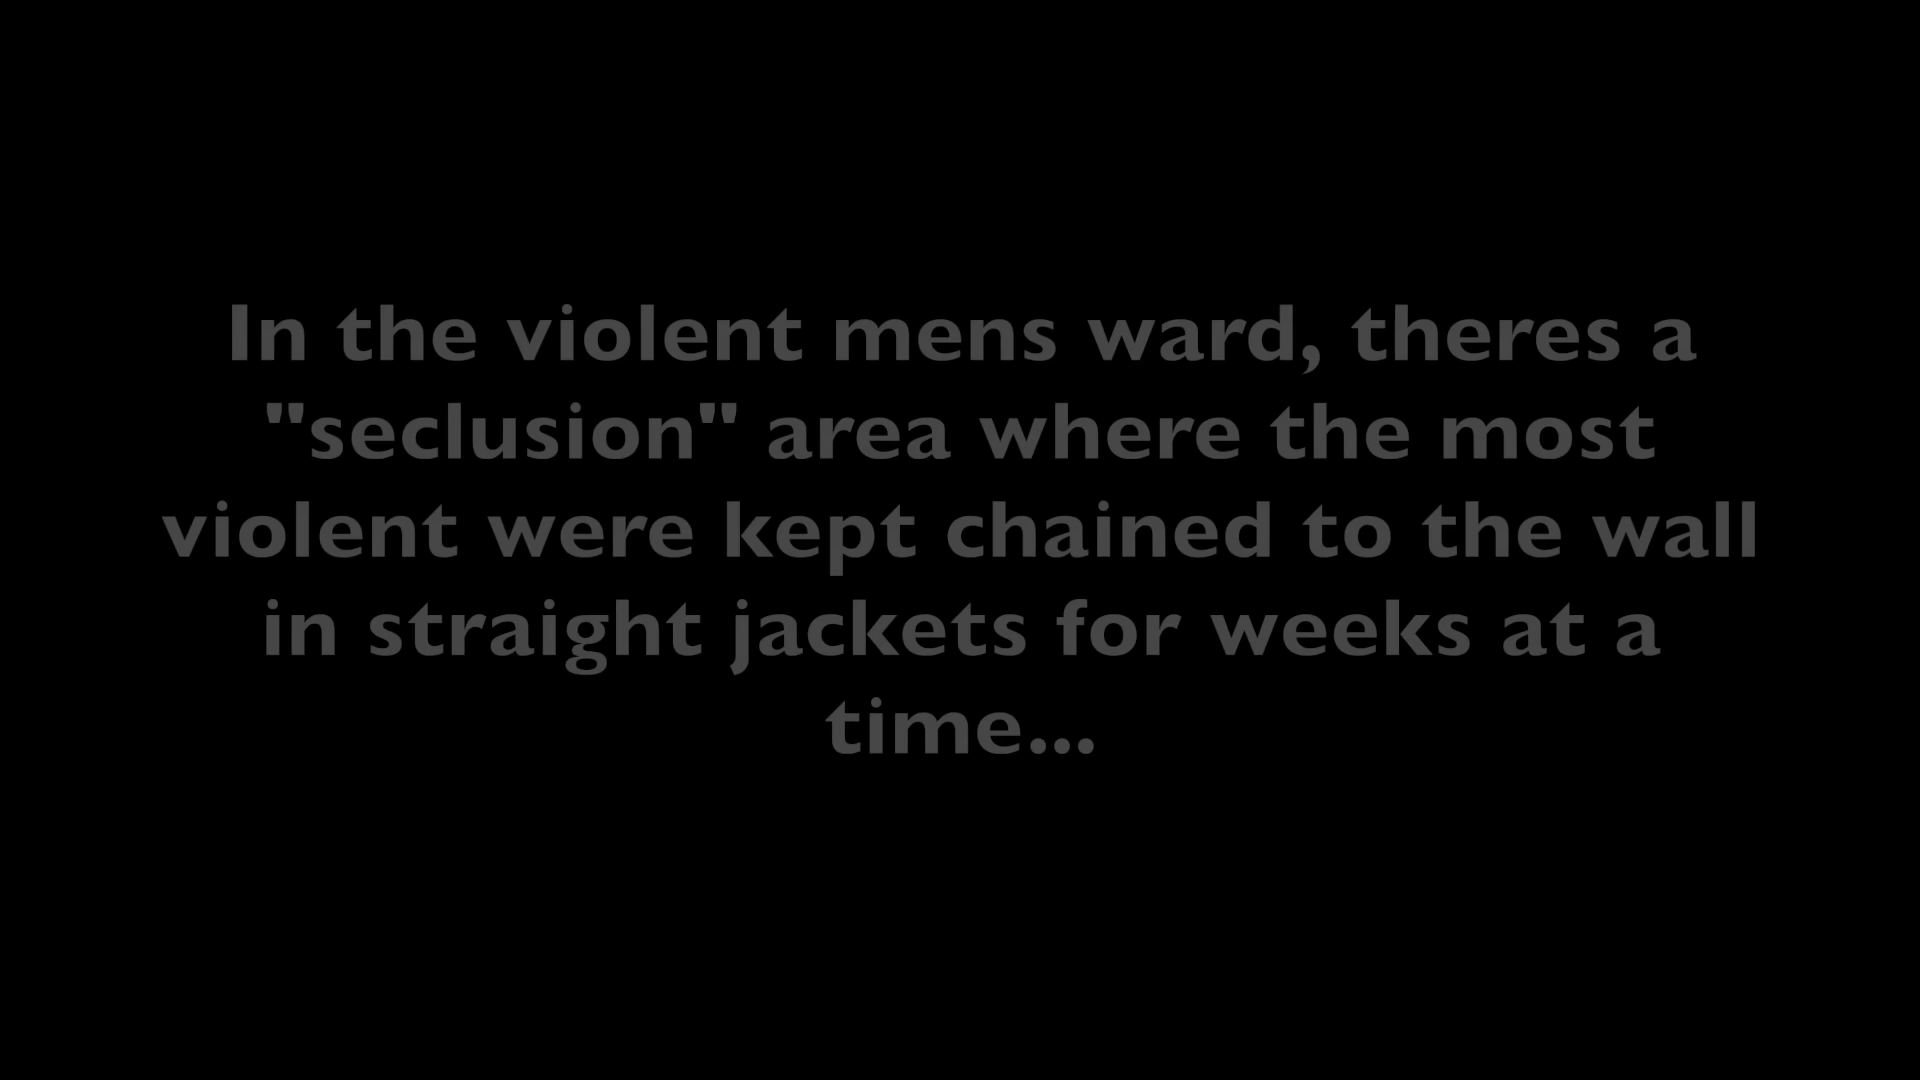 In the violent mens ward, theres a
"seclusion" area where the most
violent were kept chained to the wall
in straight jackets for weeks at a
time...